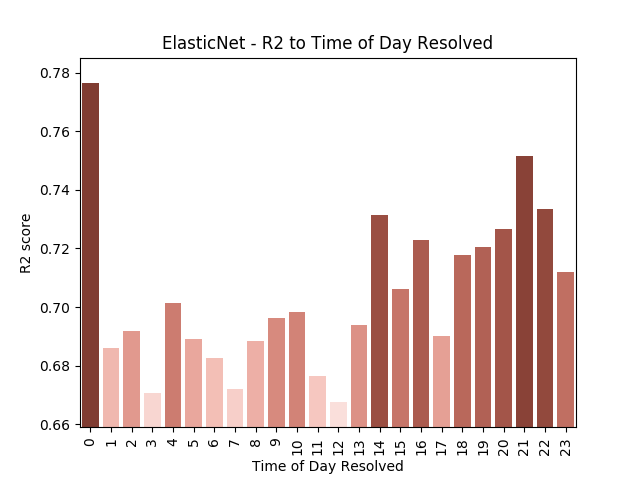 ElasticNet - R2 to Time of Day Resolved
0.78
0.76
0.74
0.72
0.70
0.68
0.66
R2 score
0 1 2 3 4 5 6 7 8 9 10 11 12 13 14 15 16 17 18 19 20 21 22 23
Time of Day Resolved